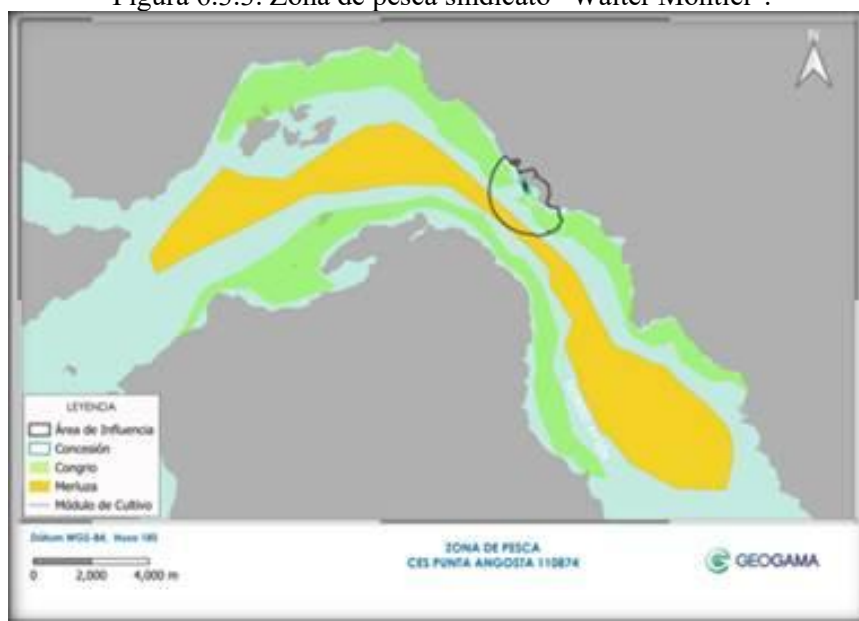 Figura 6.3.3. Zona de pesca sindicato "Walter Montiel".
N
LEYENDA
Área de Influencia
Concesión
Congrio
Merluza
Módulo de Cultivo
Dátum WGS-84, Huso 18S
0 2,000 4,000 m
ZONA DE PESCA
CES PUNTA ANGOSTA 110874
GEOGAMA